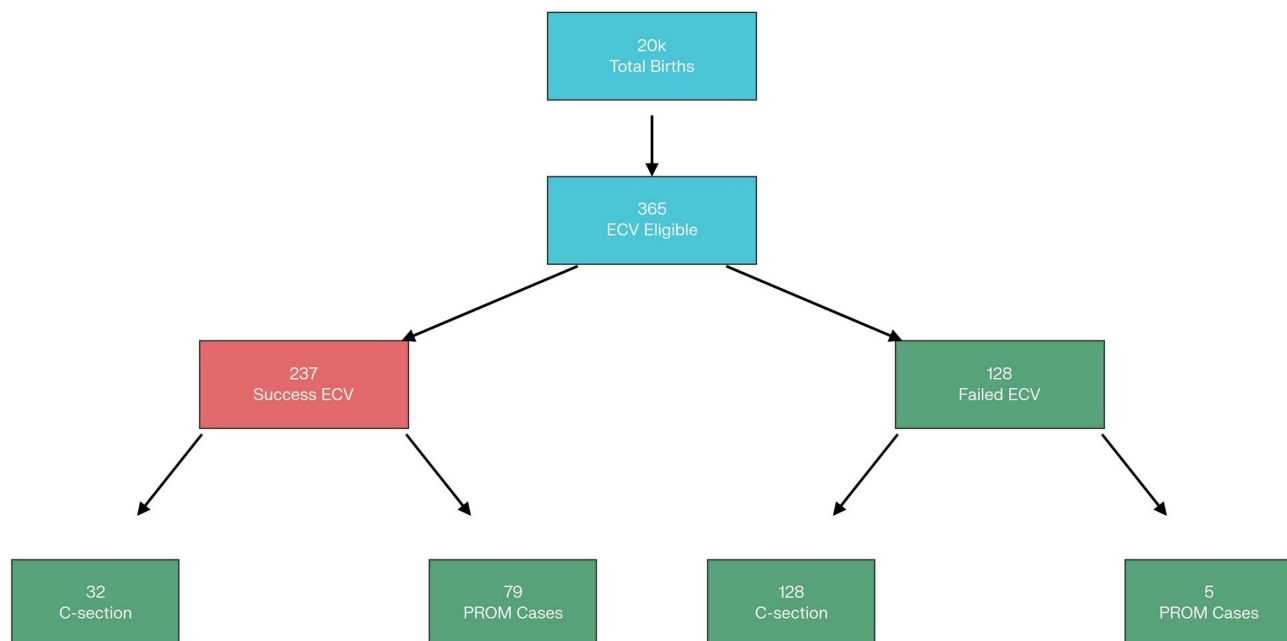 20k
Total Births
365
ECV Eligible
237
Success ECV
128
Failed ECV
32
C-section
79
PROM Cases
128
C-section
5
PROM Cases